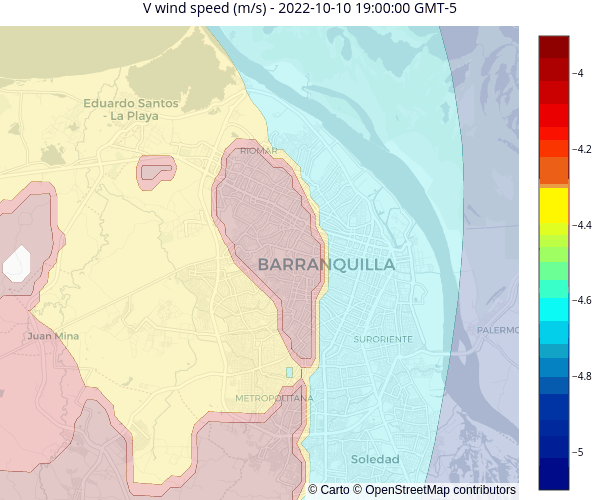 V wind speed (m/s) - 2022-10-10 19:00:00 GMT-5
Eduardo Santos
- La Playa
RIOMAR
BARRANQUILLA
Juan Mina
SURORIENTE
PALERMO
METROPOLITANA
Soledad
© Carto © OpenStreetMap contributors
−4
−4.2
−4.4
−4.6
−4.8
−5